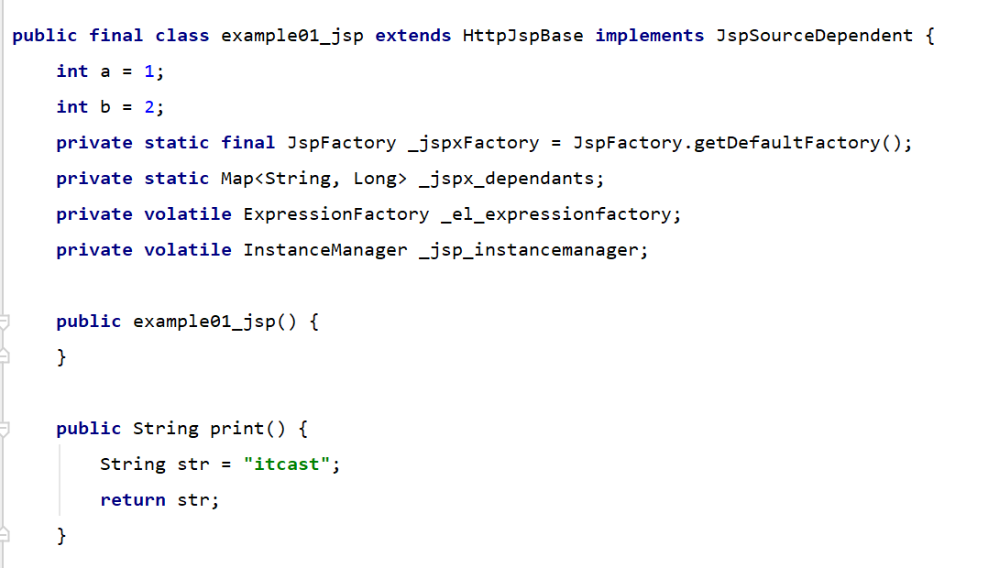 public final class example01_jsp extends HttpJspBase implements JspSourceDependent {
int a = 1;
int b = 2;
private static final JspFactory _jspxFactory = JspFactory.getDefaultFactory();
private static Map<String, Long> _jspx_dependants;
private volatile ExpressionFactory _el_expressionfactory;
private volatile InstanceManager _jsp_instancemanager;
public example01_jsp() {
}
public String print() {
String str = "itcast";
return str;
}